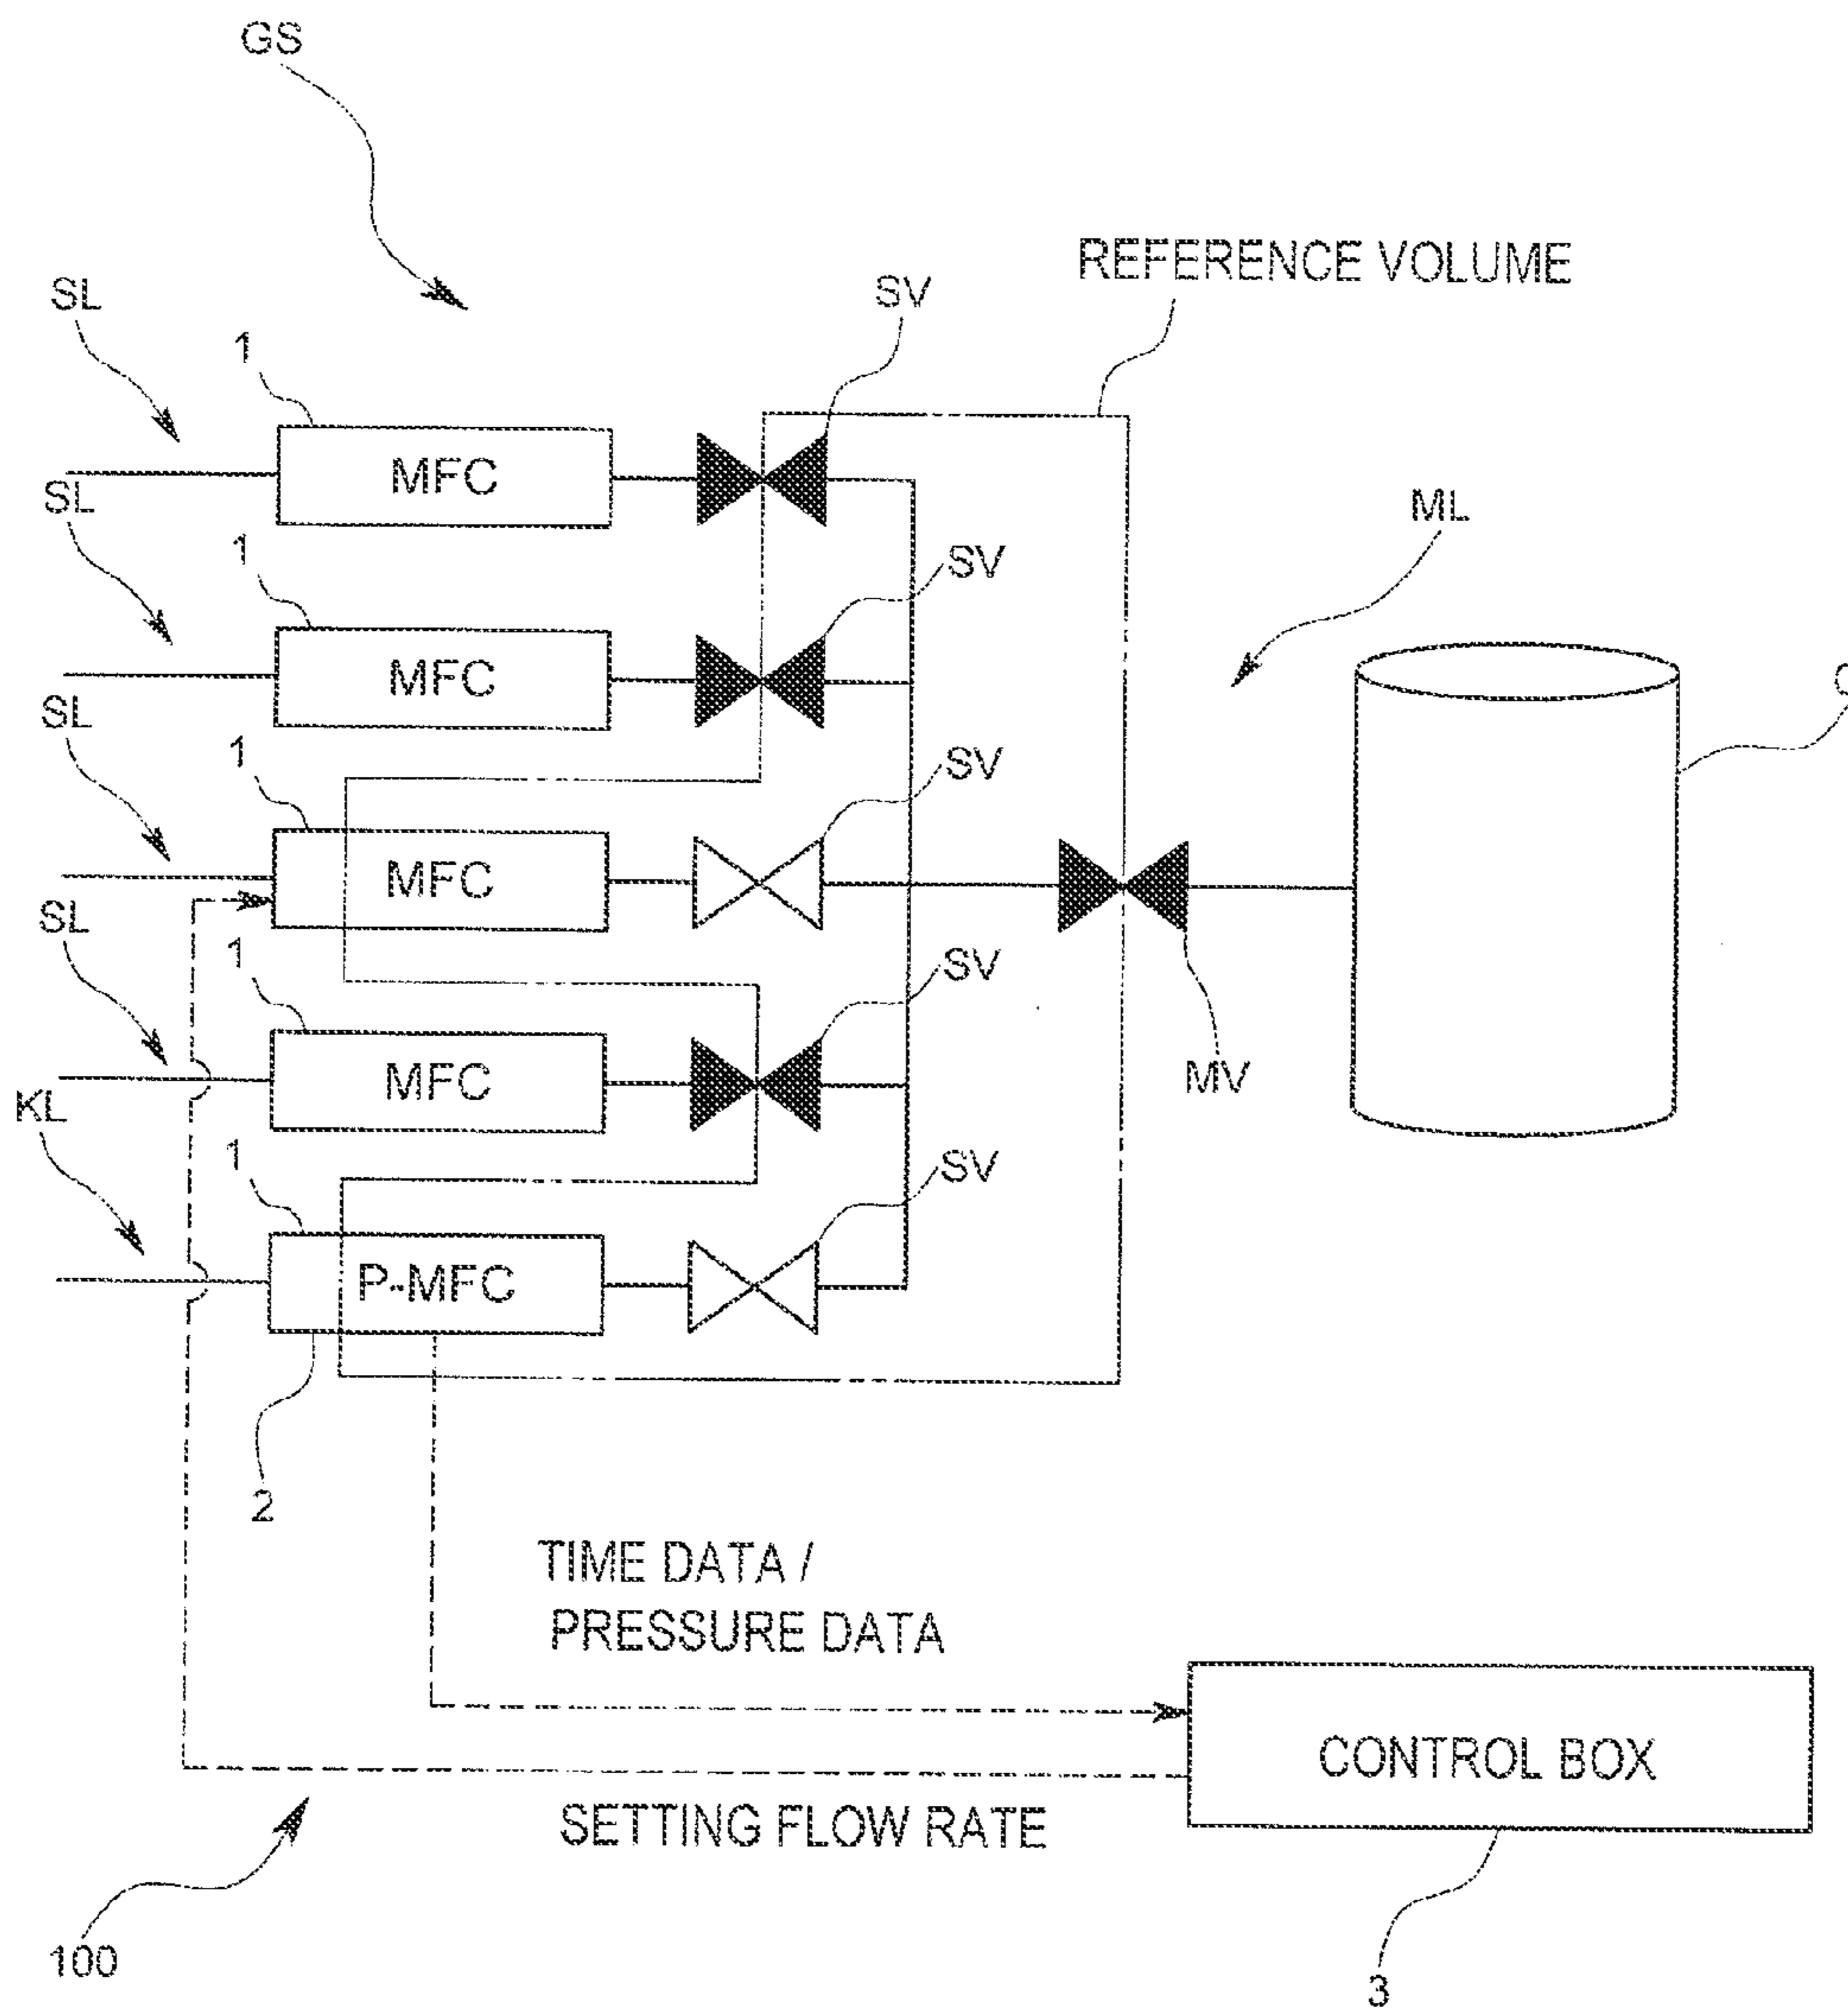 GS
REFERENCE VOLUME
SL
SV
1
MFC
SL
ML
1
SV
MFC
C
SL
1
SV
MFC
SL
1
SV
MFC
MV
KL
1
SV
P-MFC
2
TIME DATA /
PRESSURE DATA
CONTROL BOX
SETTING FLOW RATE
100
3